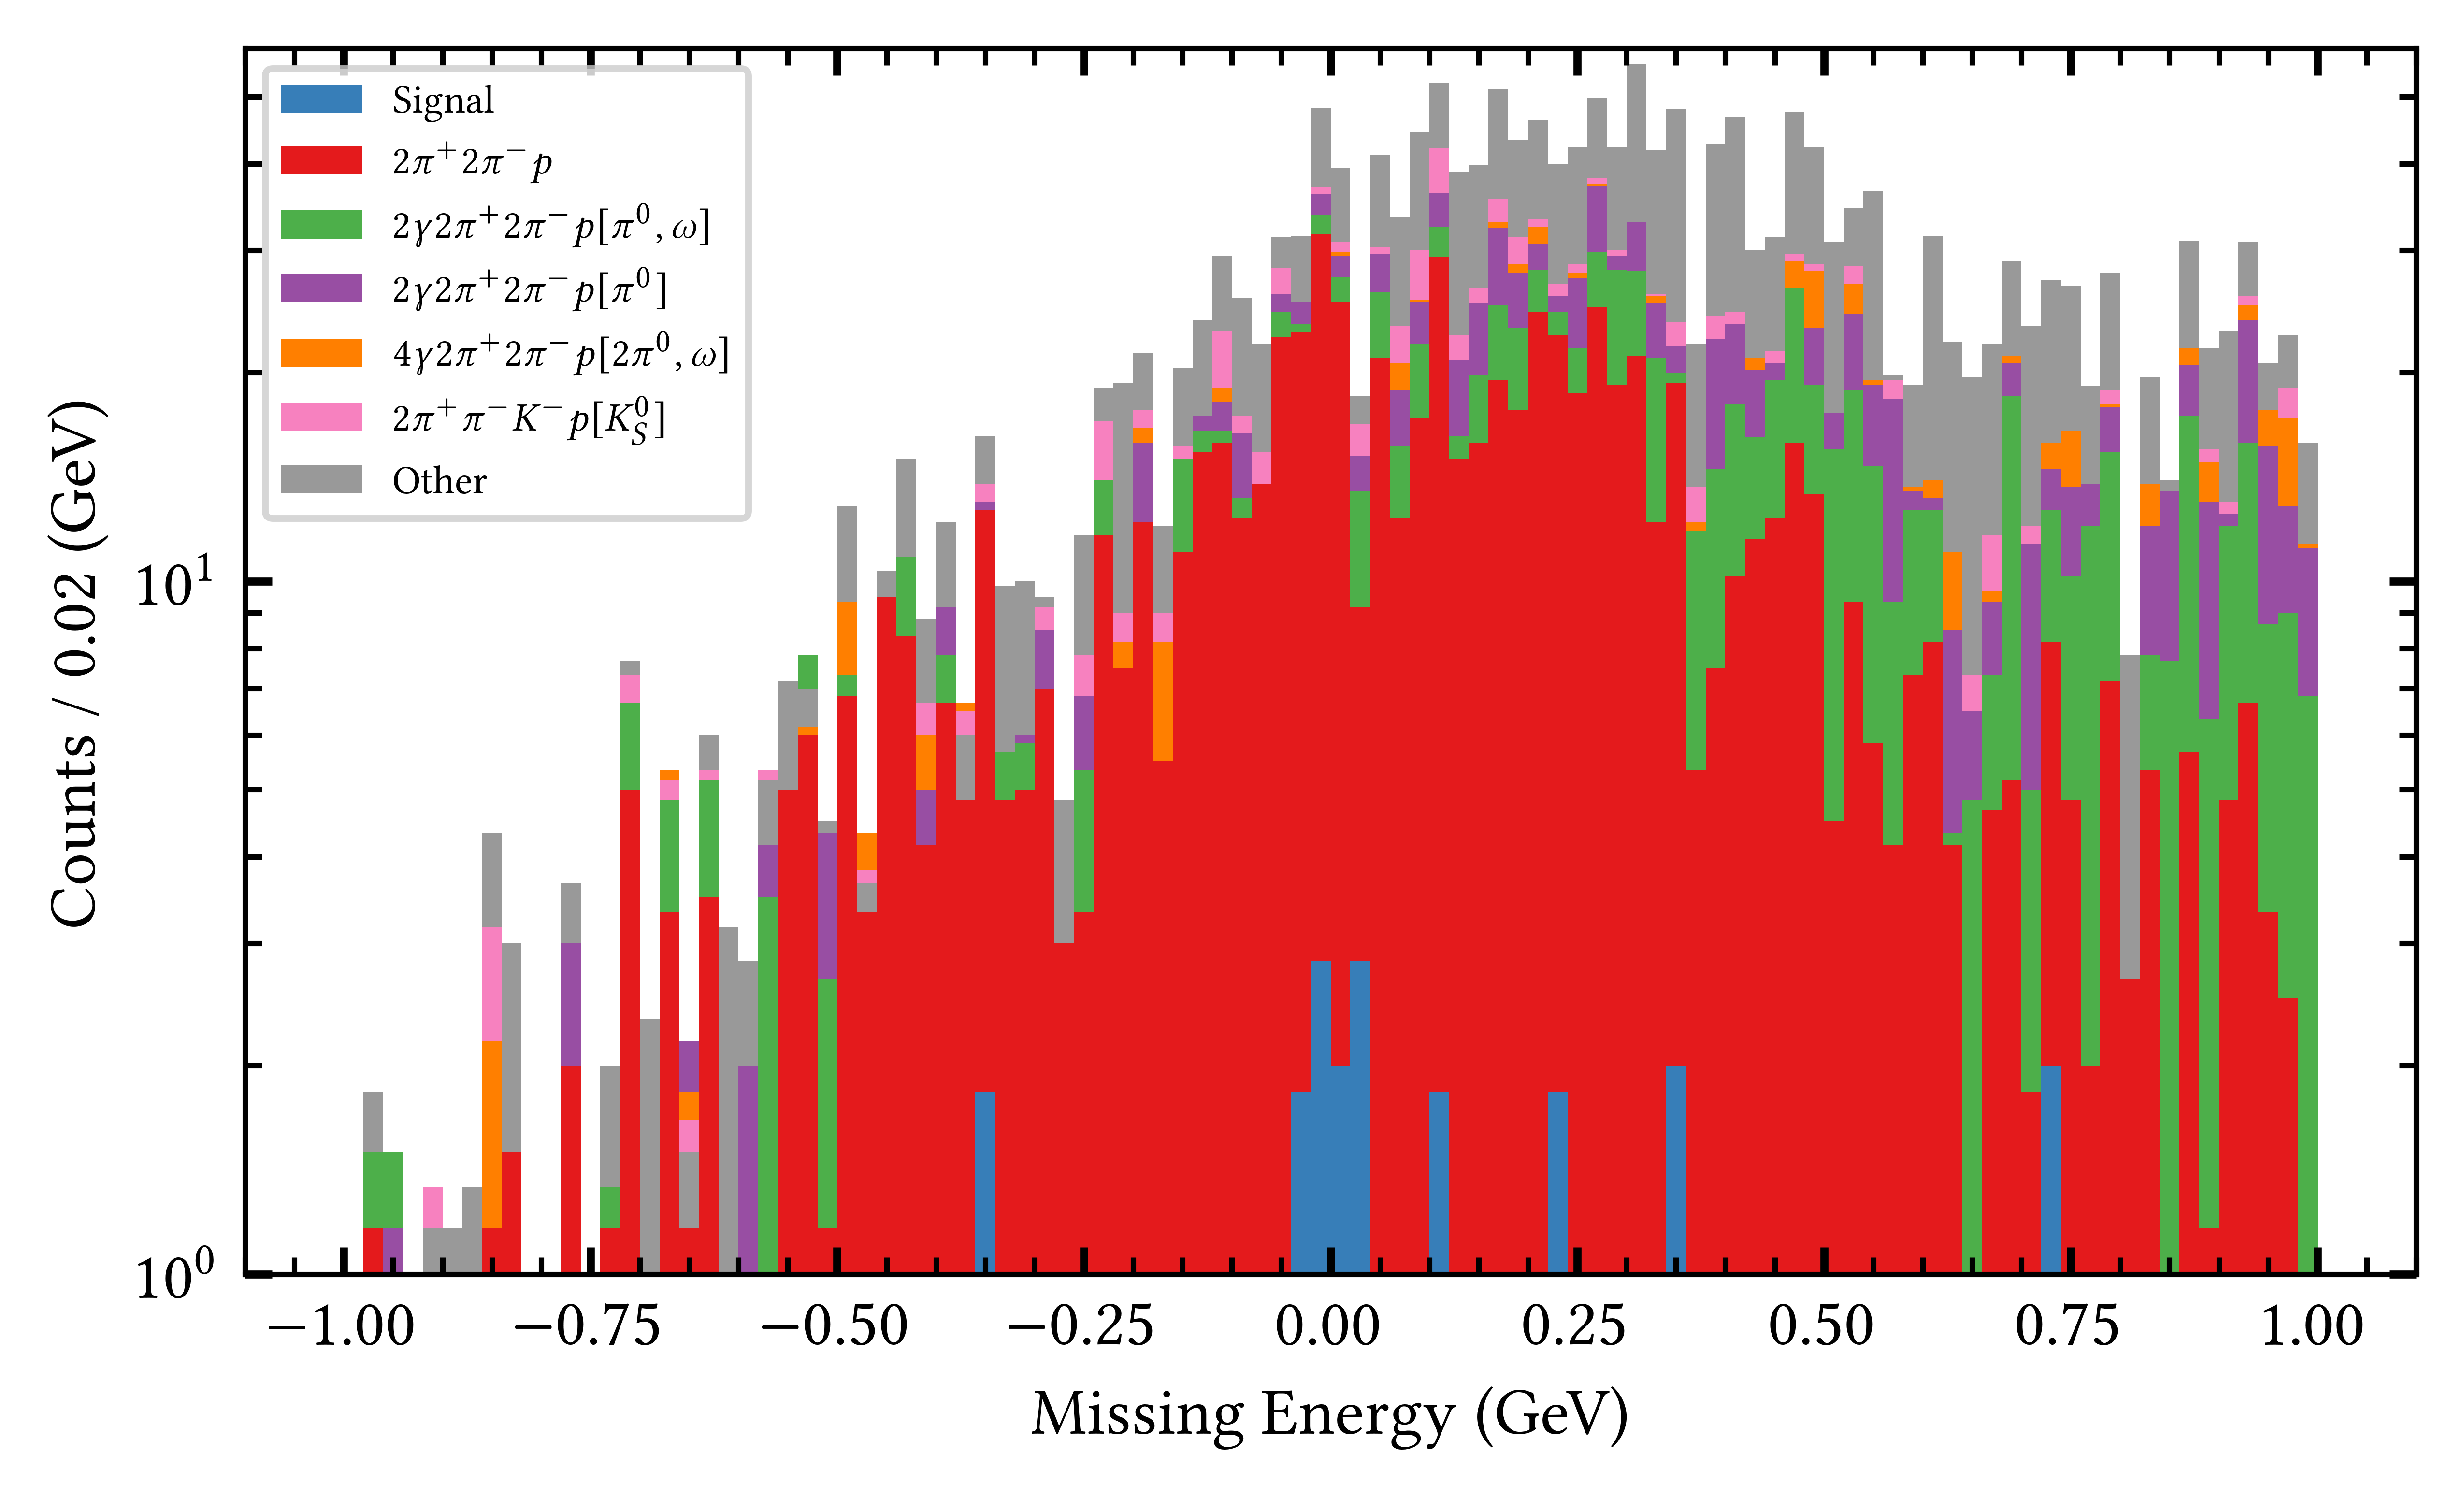 Signal
2π⁺2π⁻p
2γ2π⁺2π⁻p[π⁰, ω]
2γ2π⁺2π⁻p[π⁰]
4γ2π⁺2π⁻p[2π⁰, ω]
2π⁺π⁻K⁻p[K_S⁰]
Other
Counts / 0.02 (GeV)
10¹
10⁰
−1.00 −0.75 −0.50 −0.25 0.00 0.25 0.50 0.75 1.00
Missing Energy (GeV)